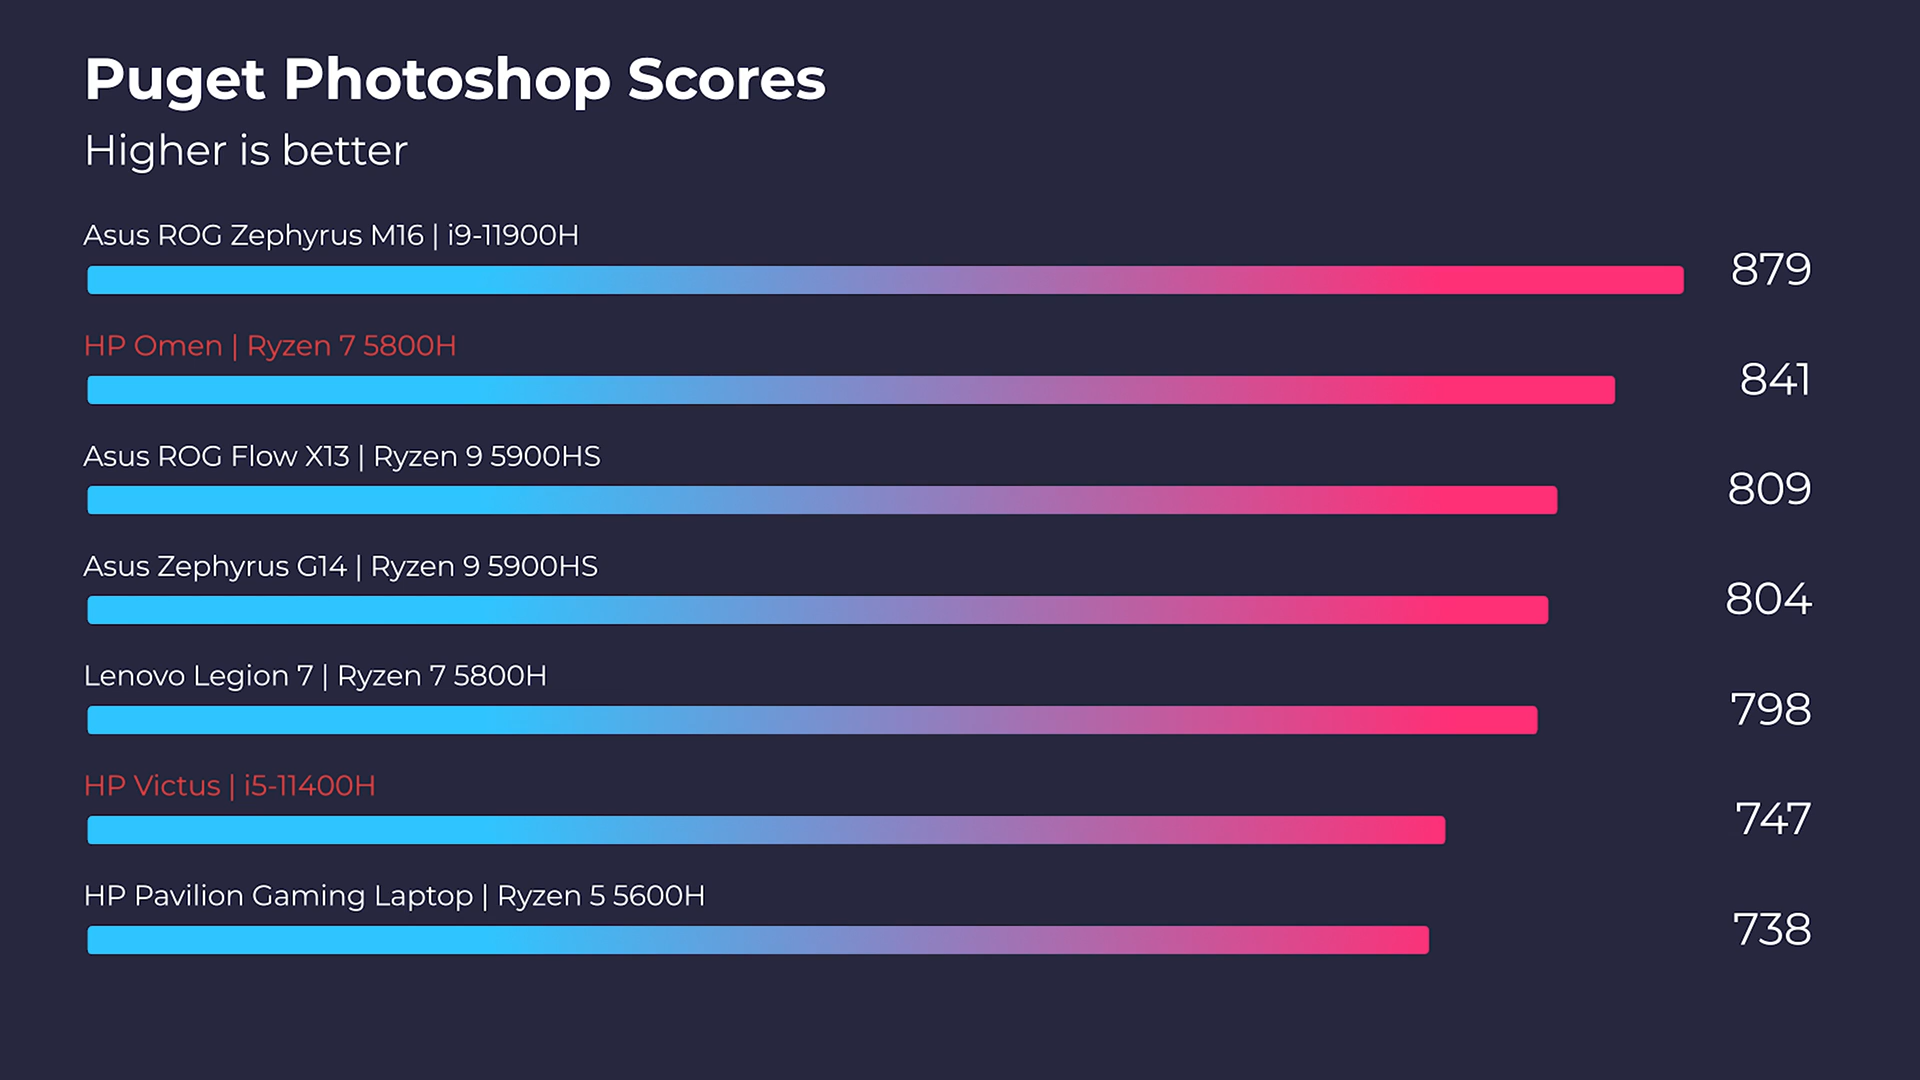 Puget Photoshop Scores
Higher is better
Asus ROG Zephyrus M16 | i9-11900H
879
HP Omen | Ryzen 7 5800H
841
Asus ROG Flow X13 | Ryzen 9 5900HS
809
Asus Zephyrus G14 | Ryzen 9 5900HS
804
Lenovo Legion 7 | Ryzen 7 5800H
798
HP Victus | i5-11400H
747
HP Pavilion Gaming Laptop | Ryzen 5 5600H
738